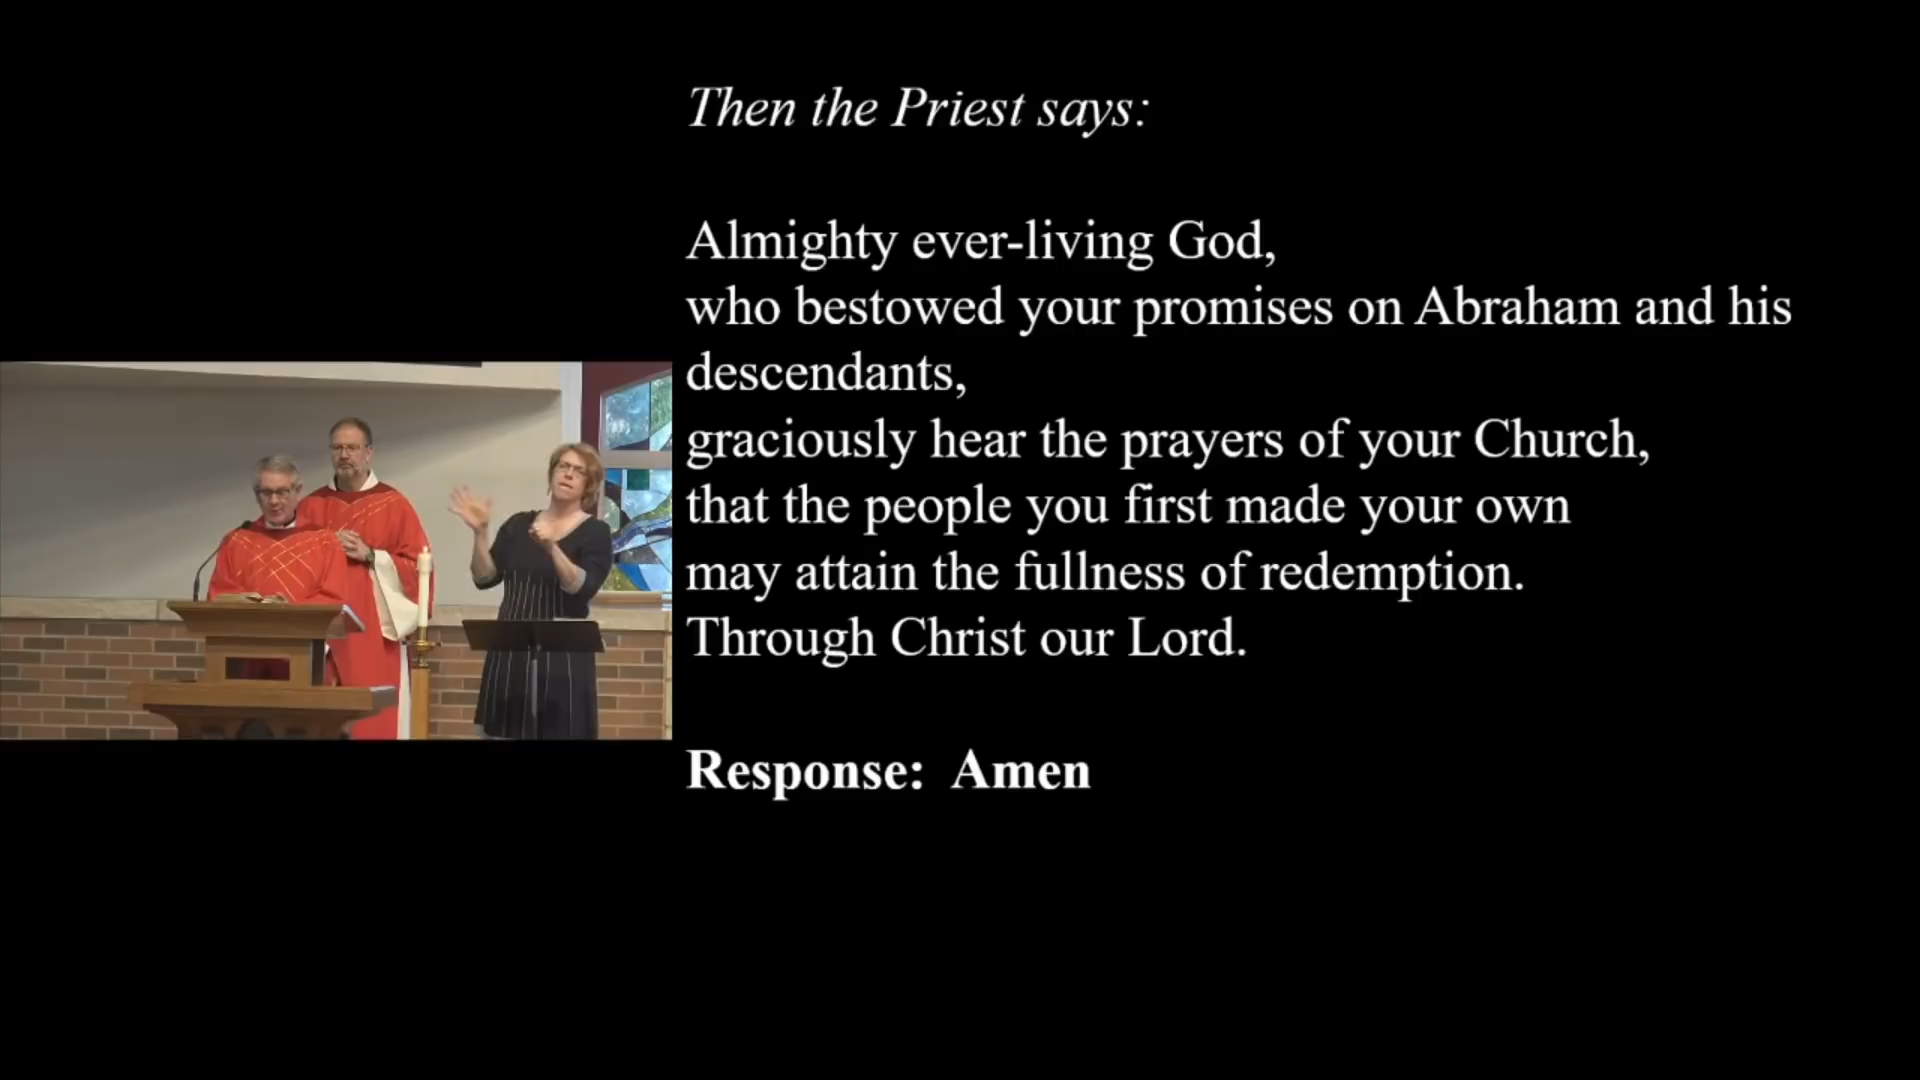 Then the Priest says:
Almighty ever-living God,
who bestowed your promises on Abraham and his
descendants,
graciously hear the prayers of your Church,
that the people you first made your own
may attain the fullness of redemption.
Through Christ our Lord.
Response: Amen